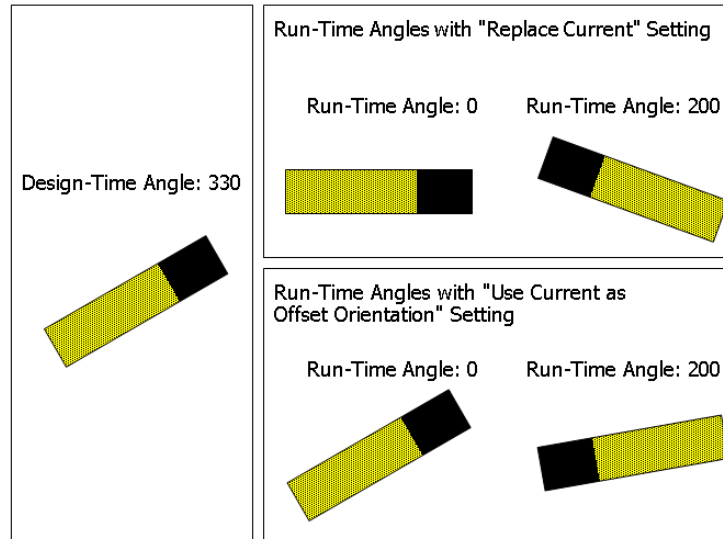 Design-Time Angle: 330
Run-Time Angles with "Replace Current" Setting
Run-Time Angle: 0
Run-Time Angle: 200
Run-Time Angles with "Use Current as
Offset Orientation" Setting
Run-Time Angle: 0
Run-Time Angle: 200